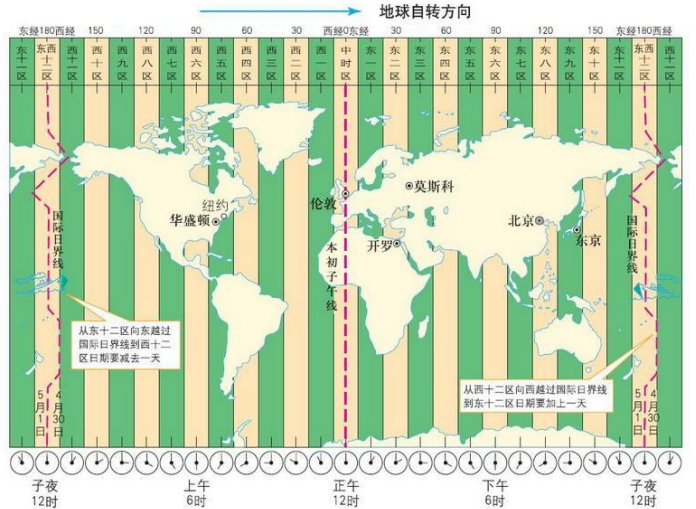 地球自转方向
东经180西经 150 120 90 60 30 西经0东经 30 60 90 120 150 东经180西经
东十一区
东西十二区
西十一区
西十区
西九区
西八区
西七区
西六区
西五区
西四区
西三区
西二区
西一区
中时区
东一区
东二区
东三区
东四区
东五区
东六区
东七区
东八区
东九区
东十区
东十一区
东西十二区
西十一区
莫斯科
伦敦
纽约
华盛顿
北京
东京
开罗
国际日界线
本初子午线
国际日界线
从东十二区向东越过
国际日界线到西十二
区日期要减去一天
从西十二区向西越过国际日界线
到东十二区日期要加上一天
5月1日
4月30日
5月1日
4月30日
子夜 上午 正午 下午 子夜
12时 6时 12时 6时 12时